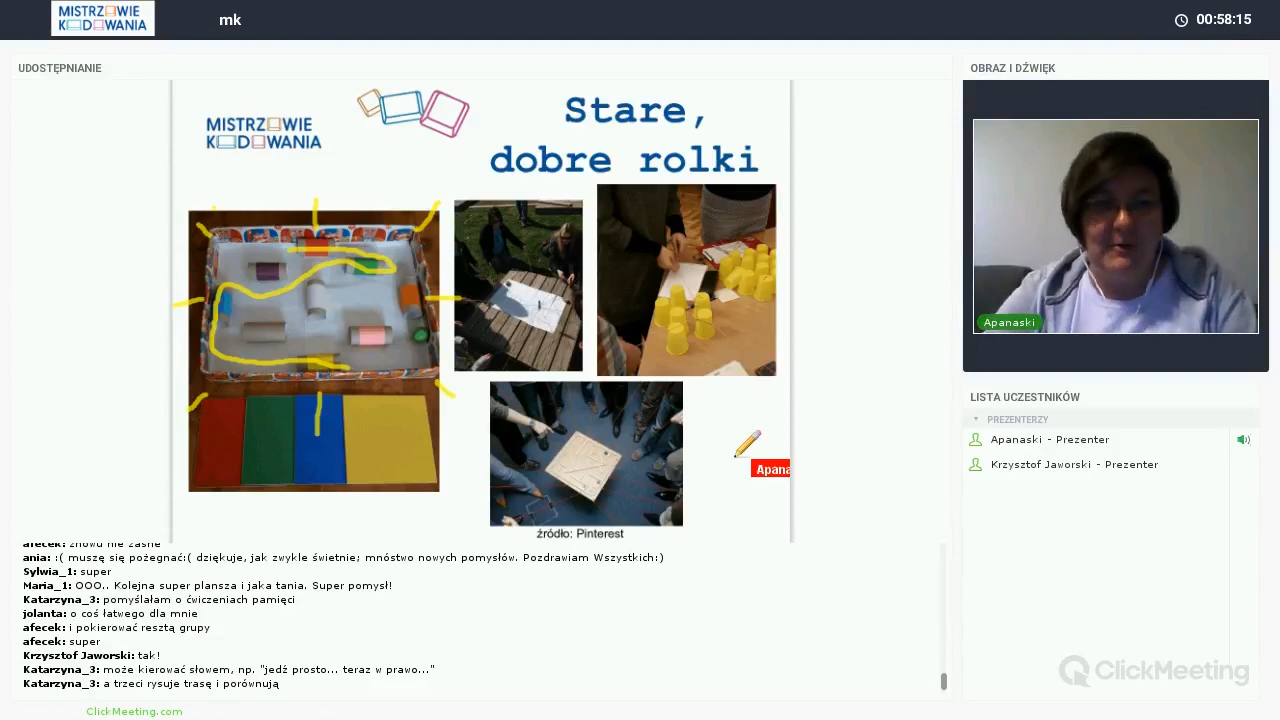 MISTRZOWIE
KODOWANIA
mk
00:58:15
UDOSTĘPNIANIE
OBRAZ I DŹWIĘK
MISTRZOWIE
KODOWANIA
Stare,
dobre rolki
Apana
źródło: Pinterest
Apanaski
LISTA UCZESTNIKÓW
PREZENTERZY
Apanaski - Prezenter
Krzysztof Jaworski - Prezenter
afecek: znowu nie zasnę
ania: :( muszę się pożegnać:( dziękuje, jak zwykle świetnie; mnóstwo nowych pomysłów. Pozdrawiam Wszystkich:)
Sylwia_1: super
Maria_1: OOO.. Kolejna super plansza i jaka tania. Super pomysł!
Katarzyna_3: pomyślałam o ćwiczeniach pamięci
jolanta: o coś łatwego dla mnie
afecek: i pokierować resztą grupy
afecek: super
Krzysztof Jaworski: tak!
Katarzyna_3: może kierować słowem, np. "jedź prosto... teraz w prawo..."
Katarzyna_3: a trzeci rysuje trasę i porównują
ClickMeeting
ClickMeeting.com